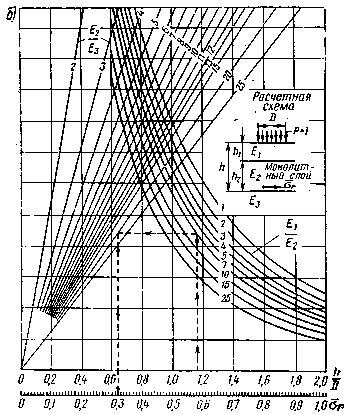 б)
E2
E3
2
3
4
5
20
25
Расчетная
схема
D
p=1
h
h1
E1
h2
E2
Монолит-
ный слой
σr
E3
E1
E2
1
2
3
4
5
7
10
15
25
0 0,2 0,4 0,6 0,8 1,0 1,2 1,4 1,6 1,8 2,0 h
D
0 0,1 0,2 0,3 0,4 0,5 0,6 0,7 0,8 0,9 1,0 σr